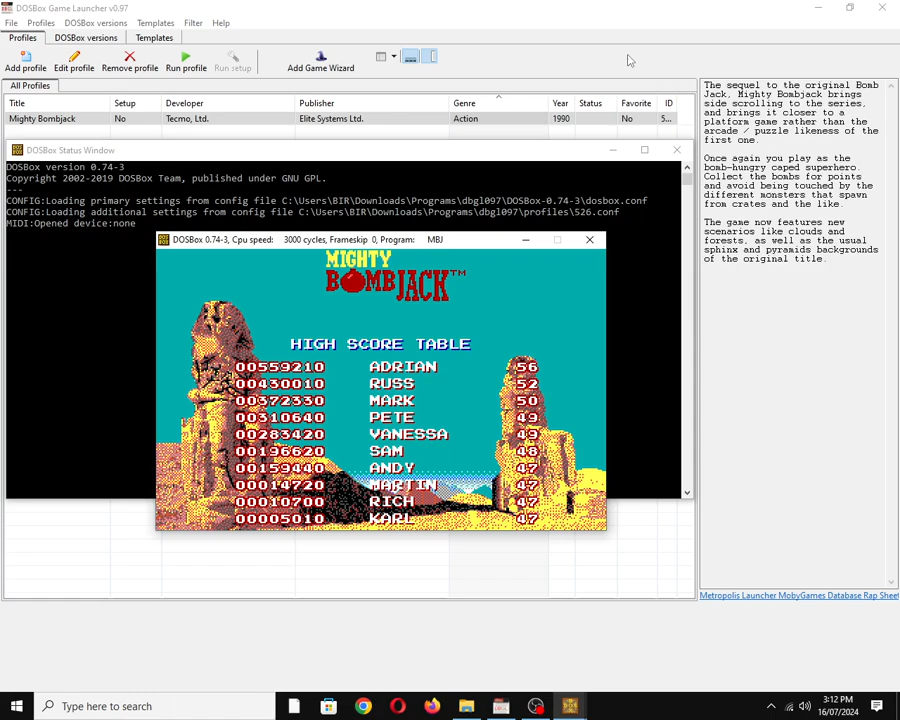 DOSBox Game Launcher v0.97
File Profiles DOSBox versions Templates Filter Help
Profiles DOSBox versions Templates
Add profile Edit profile Remove profile Run profile Run setup Add Game Wizard
All Profiles
Title Setup Developer Publisher Genre Year Status Favorite ID
Mighty Bombjack No Tecmo, Ltd. Elite Systems Ltd. Action 1990 No 5...
The sequel to the original Bomb
Jack, Mighty Bombjack brings
side scrolling to the series,
and brings it closer to a
platform game rather than the
arcade / puzzle likeness of the
first one.
Once again you play as the
bomb-hungry caped superhero.
Collect the bombs for points
and avoid being touched by the
different monsters that spawn
from crates and the like.
The game now features new
scenarios like clouds and
forests, as well as the usual
sphinx and pyramids backgrounds
of the original title.
DOSBox Status Window
DOSBox version 0.74-3
Copyright 2002-2019 DOSBox Team, published under GNU GPL.
---
CONFIG:Loading primary settings from config file C:\Users\BIR\Downloads\Programs\dbgl097\DOSBox-0.74-3\dosbox.conf
CONFIG:Loading additional settings from config file C:\Users\BIR\Downloads\Programs\dbgl097\profiles\526.conf
MIDI:Opened device:none
DOSBox 0.74-3, Cpu speed: 3000 cycles, Frameskip 0, Program: MBJ
MIGHTY
BOMBJACK™
HIGH SCORE TABLE
00559210 ADRIAN 56
00430010 RUSS 52
00372330 MARK 50
00310640 PETE 49
00283420 VANESSA 49
00196620 SAM 48
00159440 ANDY 47
00014720 MARTIN 47
00010700 RICH 47
00005010 KARL 47
Metropolis Launcher MobyGames Database Rap Sheet
Type here to search
3:12 PM
16/07/2024